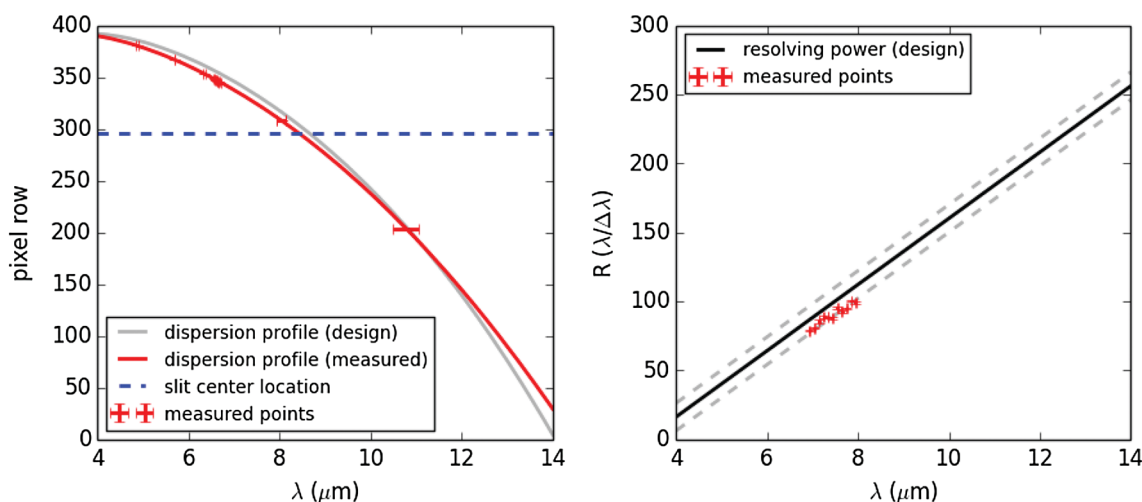 400
350
300
250
200
150
100
50
0
pixel row
dispersion profile (design)
dispersion profile (measured)
slit center location
measured points
4 6 8 10 12 14
λ (μm)
300
250
200
150
100
50
0
R (λ/Δλ)
resolving power (design)
measured points
4 6 8 10 12 14
λ (μm)